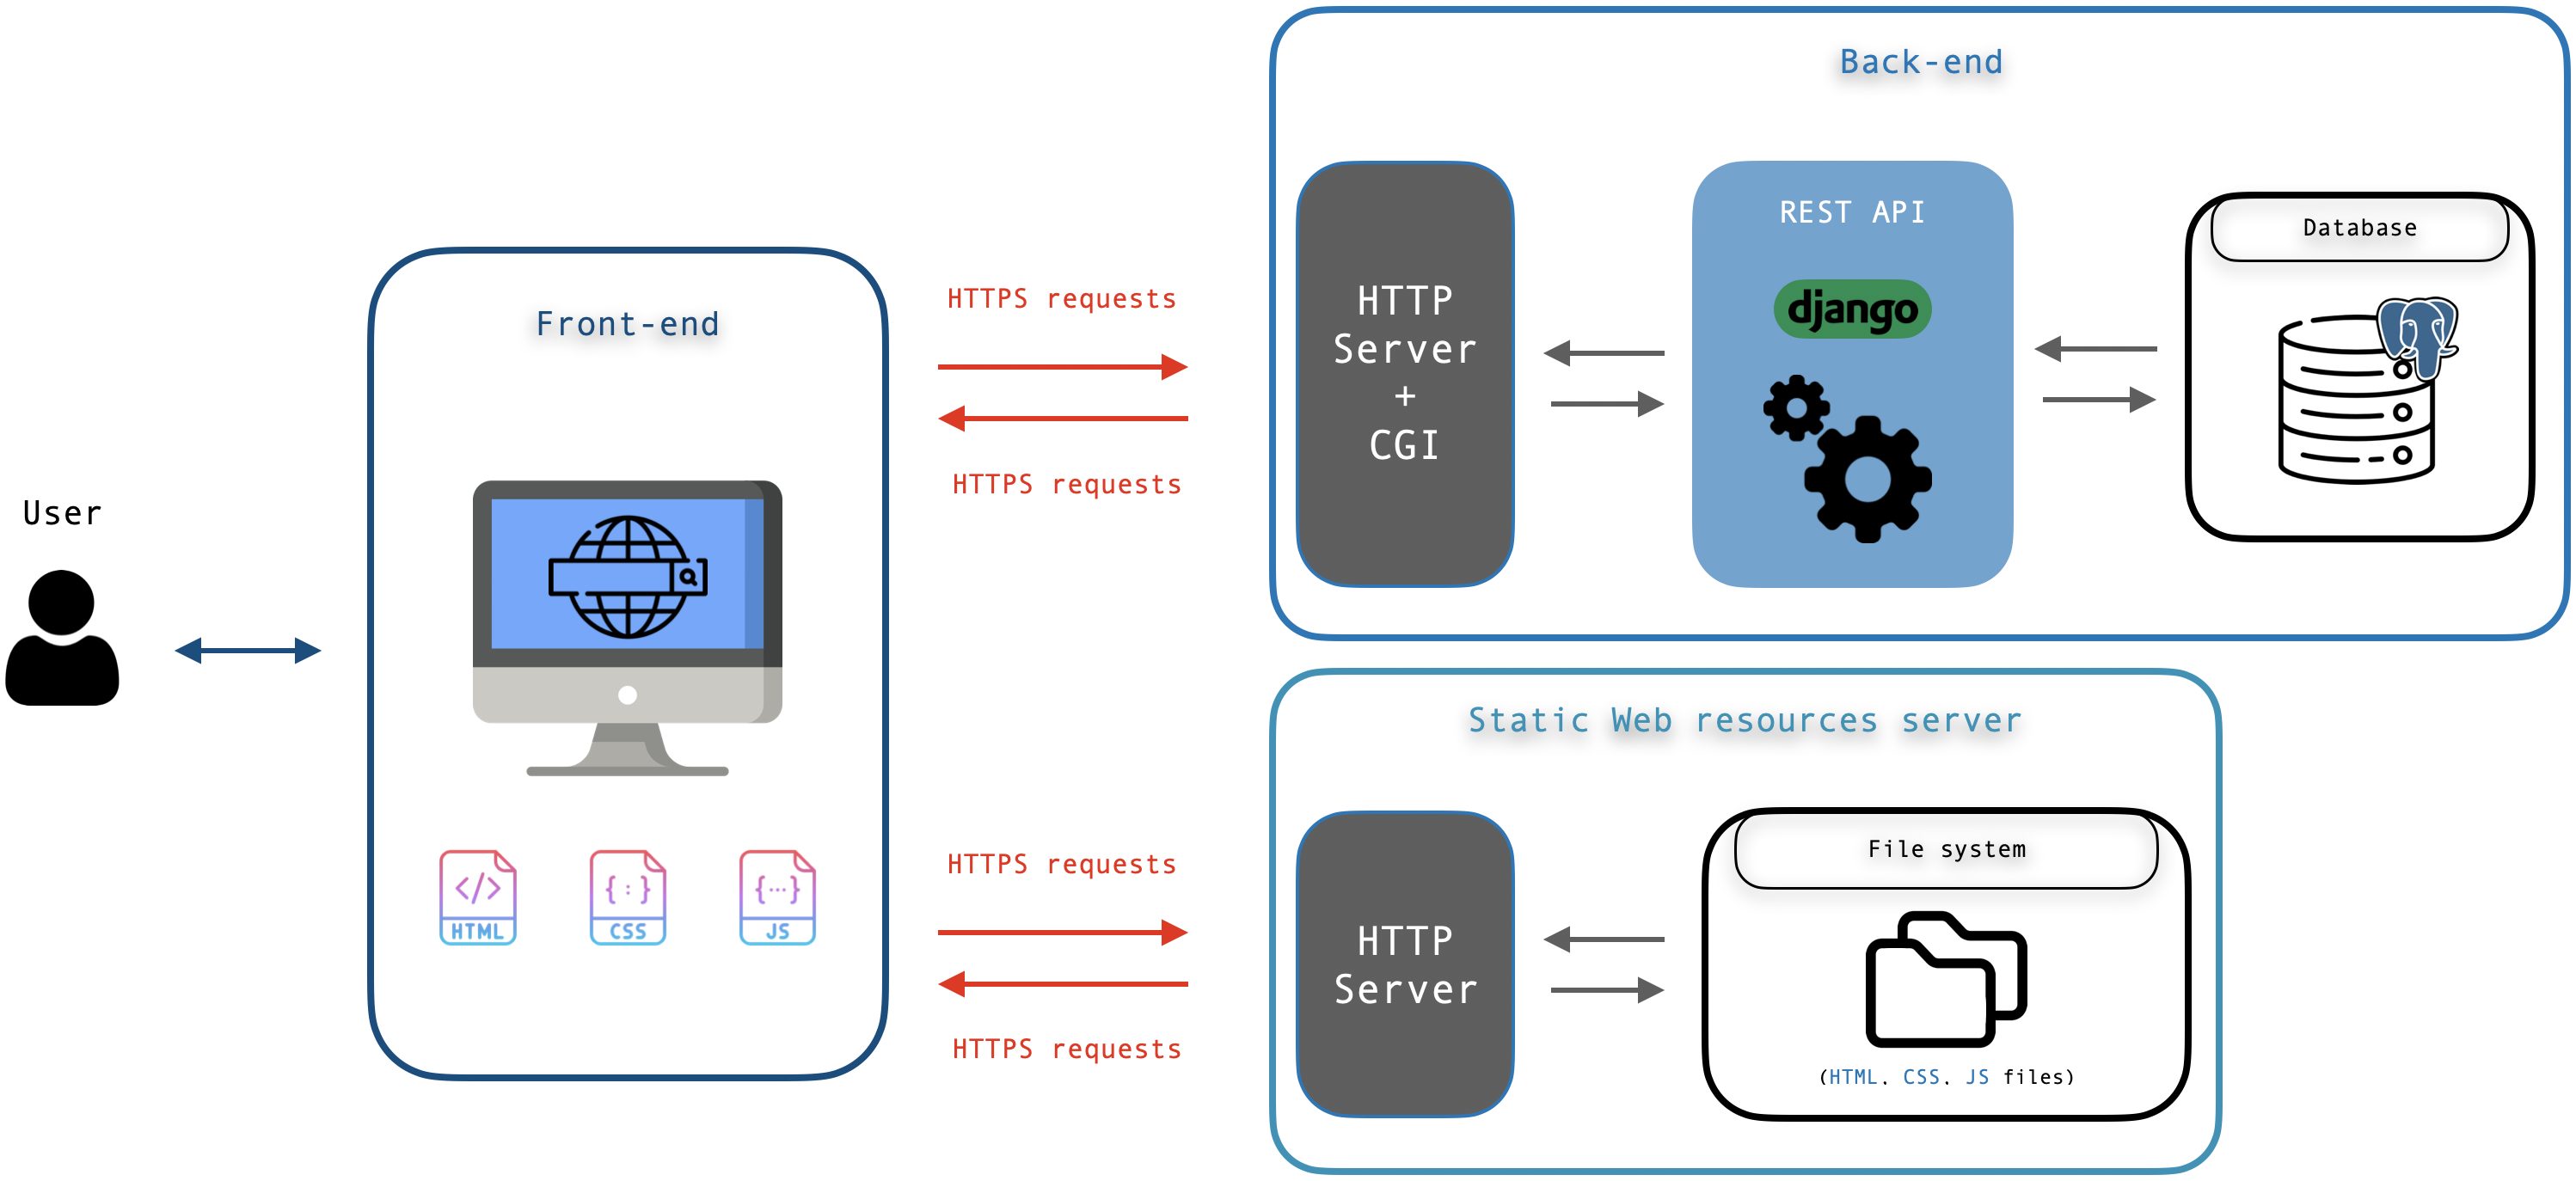 Back-end
REST API
django
Database
HTTP
Server
+
CGI
HTTPS requests
HTTPS requests
Front-end
User
HTML
CSS
JS
Static Web resources server
HTTPS requests
HTTPS requests
HTTP
Server
File system
(HTML, CSS, JS files)